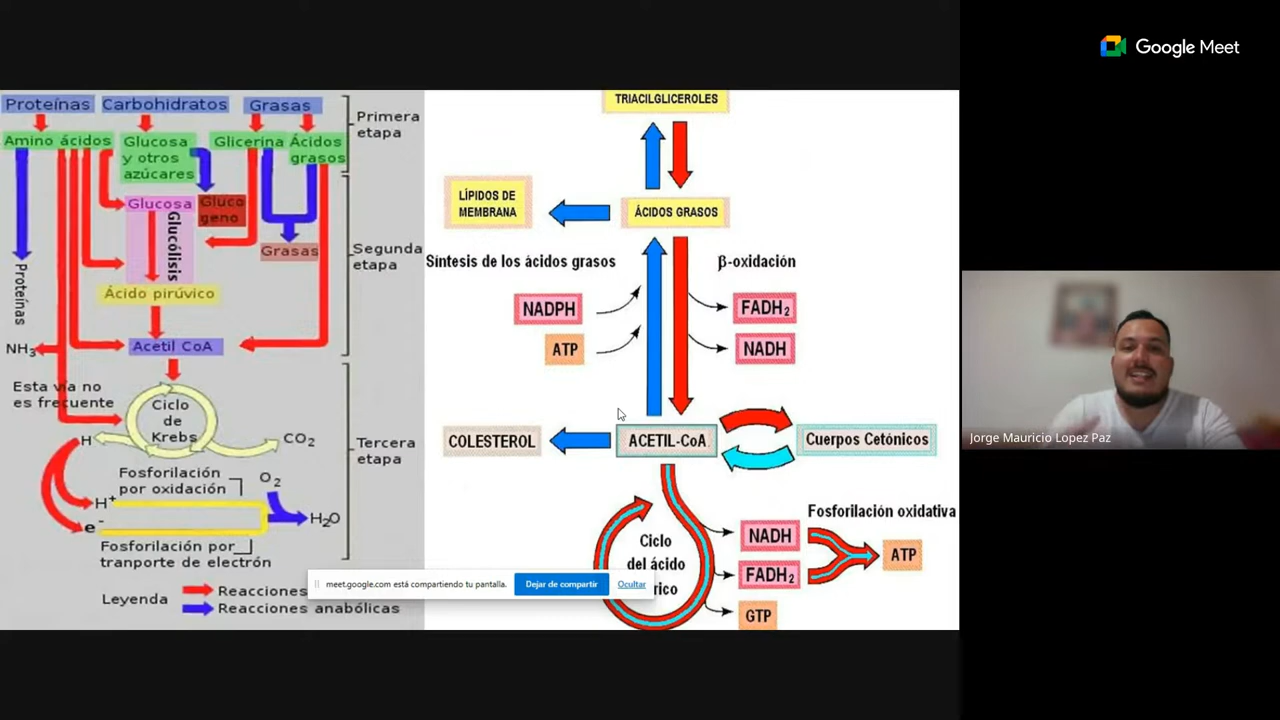 Google Meet
Proteínas
Carbohidratos
Grasas
Primera
etapa
Amino ácidos
Glucosa
y otros
azúcares
Glicerina
Ácidos
grasos
Glucosa
Gluco
geno
Glucólisis
Grasas
Segunda
etapa
Proteínas
Ácido pirúvico
NH3
Acetil CoA
Esta vía no
es frecuente
Ciclo
de
Krebs
H
CO2
Tercera
etapa
Fosforilación
por oxidación
O2
H+
H2O
e-
Fosforilación por
tranporte de electrón
Leyenda
Reacciones
Reacciones anabólicas
TRIACILGLICEROLES
LÍPIDOS DE
MEMBRANA
ÁCIDOS GRASOS
Síntesis de los ácidos grasos
β-oxidación
NADPH
FADH2
ATP
NADH
COLESTEROL
ACETIL-CoA
Cuerpos Cetónicos
Fosforilación oxidativa
Ciclo
del ácido
rico
NADH
FADH2
GTP
ATP
meet.google.com está compartiendo tu pantalla.
Dejar de compartir
Ocultar
Jorge Mauricio Lopez Paz